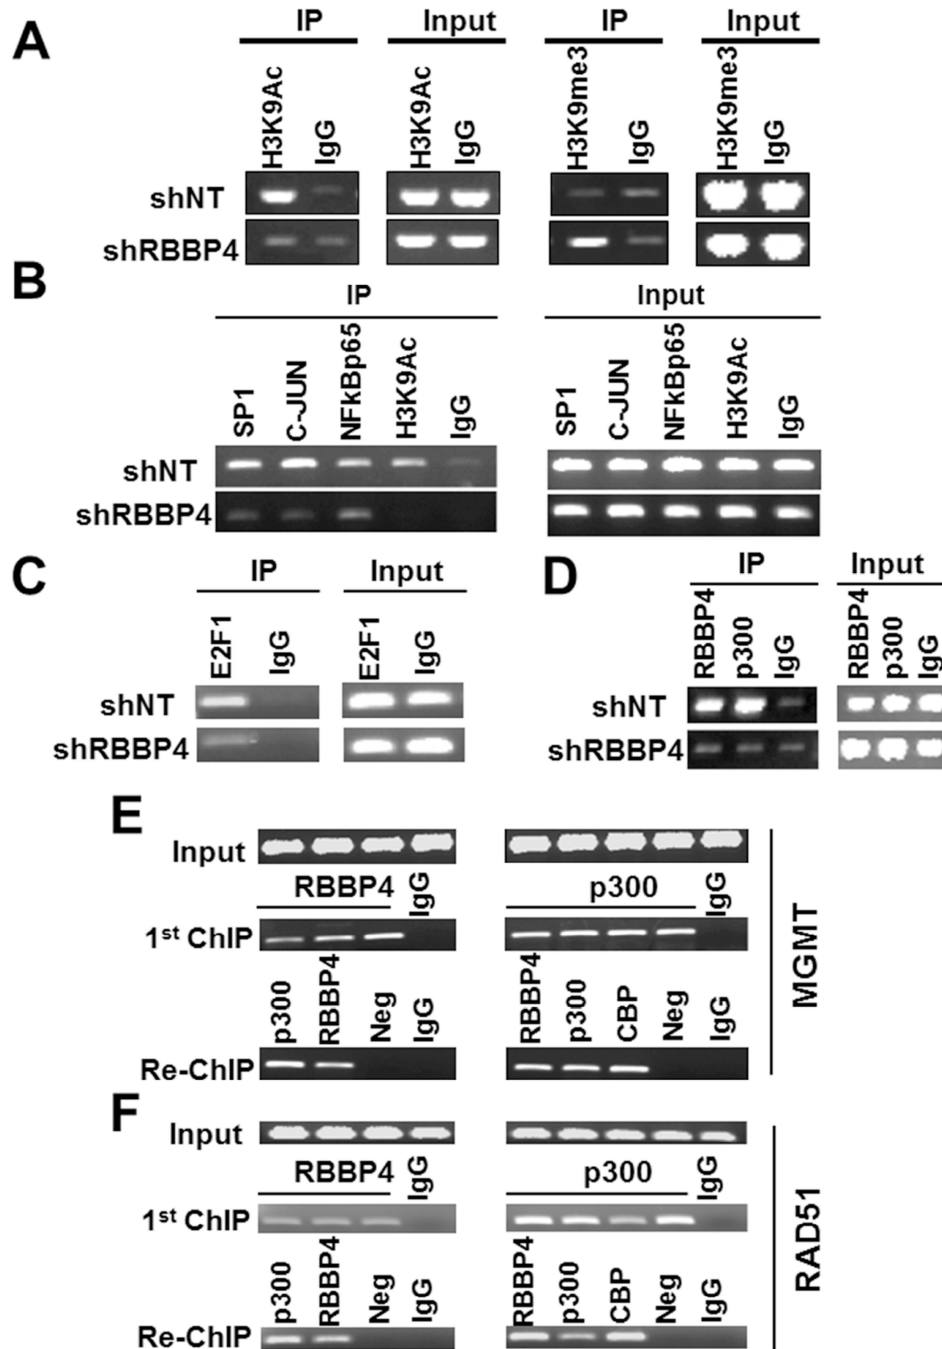 A
IP Input IP Input
H3K9Ac IgG H3K9Ac IgG H3K9me3 IgG H3K9me3 IgG
shNT
shRBBP4
B
IP Input
SP1 C-JUN NFkBp65 H3K9Ac IgG SP1 C-JUN NFkBp65 H3K9Ac IgG
shNT
shRBBP4
C
IP Input
E2F1 IgG E2F1 IgG
shNT
shRBBP4
D
IP Input
RBBP4 p300 IgG RBBP4 p300 IgG
shNT
shRBBP4
E
Input
RBBP4 IgG p300 IgG
1st ChIP
p300 RBBP4 Neg IgG RBBP4 p300 CBP Neg IgG
Re-ChIP
MGMT
F
Input
RBBP4 IgG p300 IgG
1st ChIP
p300 RBBP4 Neg IgG RBBP4 p300 CBP Neg IgG
Re-ChIP
RAD51